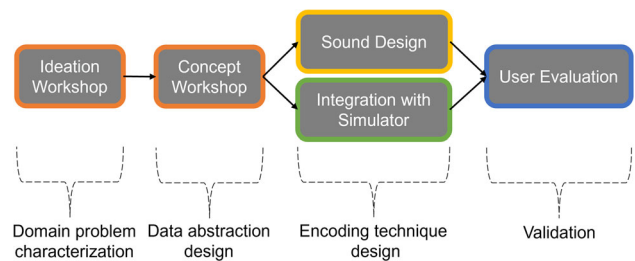 Ideation
Workshop
Concept
Workshop
Sound Design
Integration with
Simulator
User Evaluation
Domain problem
characterization
Data abstraction
design
Encoding technique
design
Validation